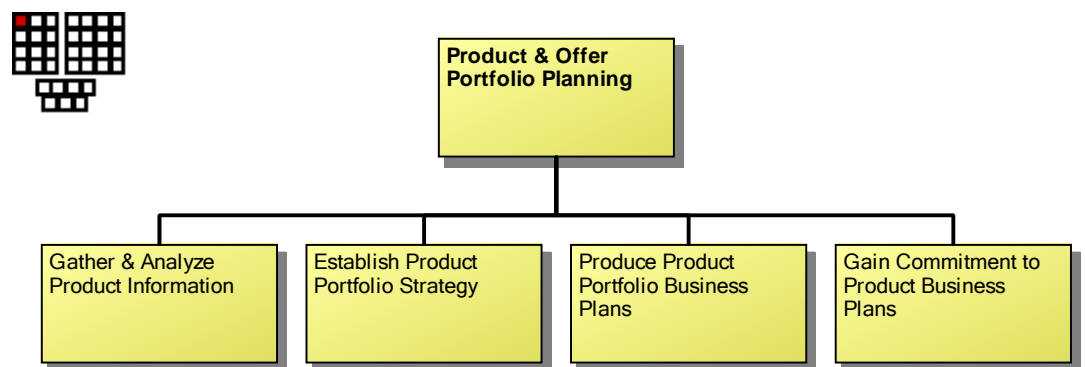 Product & Offer
Portfolio Planning
Gather & Analyze
Product Information
Establish Product
Portfolio Strategy
Produce Product
Portfolio Business
Plans
Gain Commitment to
Product Business
Plans